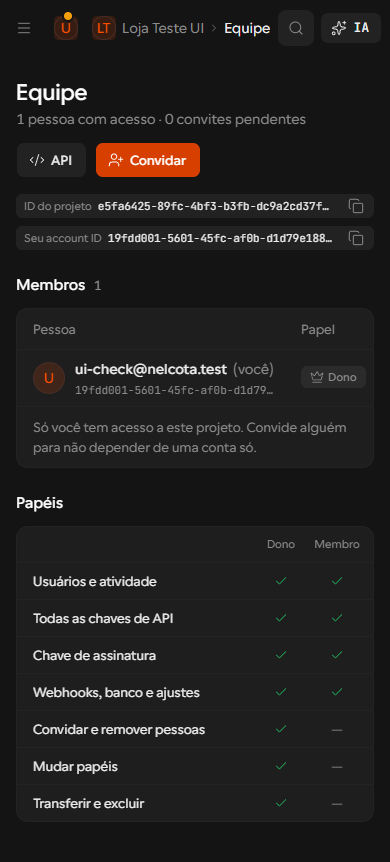 U LT Loja Teste UI > Equipe IA
Equipe
1 pessoa com acesso · 0 convites pendentes
</> API Convidar
ID do projeto e5fa6425-89fc-4bf3-b3fb-dc9a2cd37f…
Seu account ID 19fdd001-5601-45fc-af0b-d1d79e188…
Membros 1
Pessoa Papel
U ui-check@nelcota.test (você) Dono
19fdd001-5601-45fc-af0b-d1d79…
Só você tem acesso a este projeto. Convide alguém
para não depender de uma conta só.
Papéis
Dono Membro
Usuários e atividade ✓ ✓
Todas as chaves de API ✓ ✓
Chave de assinatura ✓ ✓
Webhooks, banco e ajustes ✓ ✓
Convidar e remover pessoas ✓ —
Mudar papéis ✓ —
Transferir e excluir ✓ —